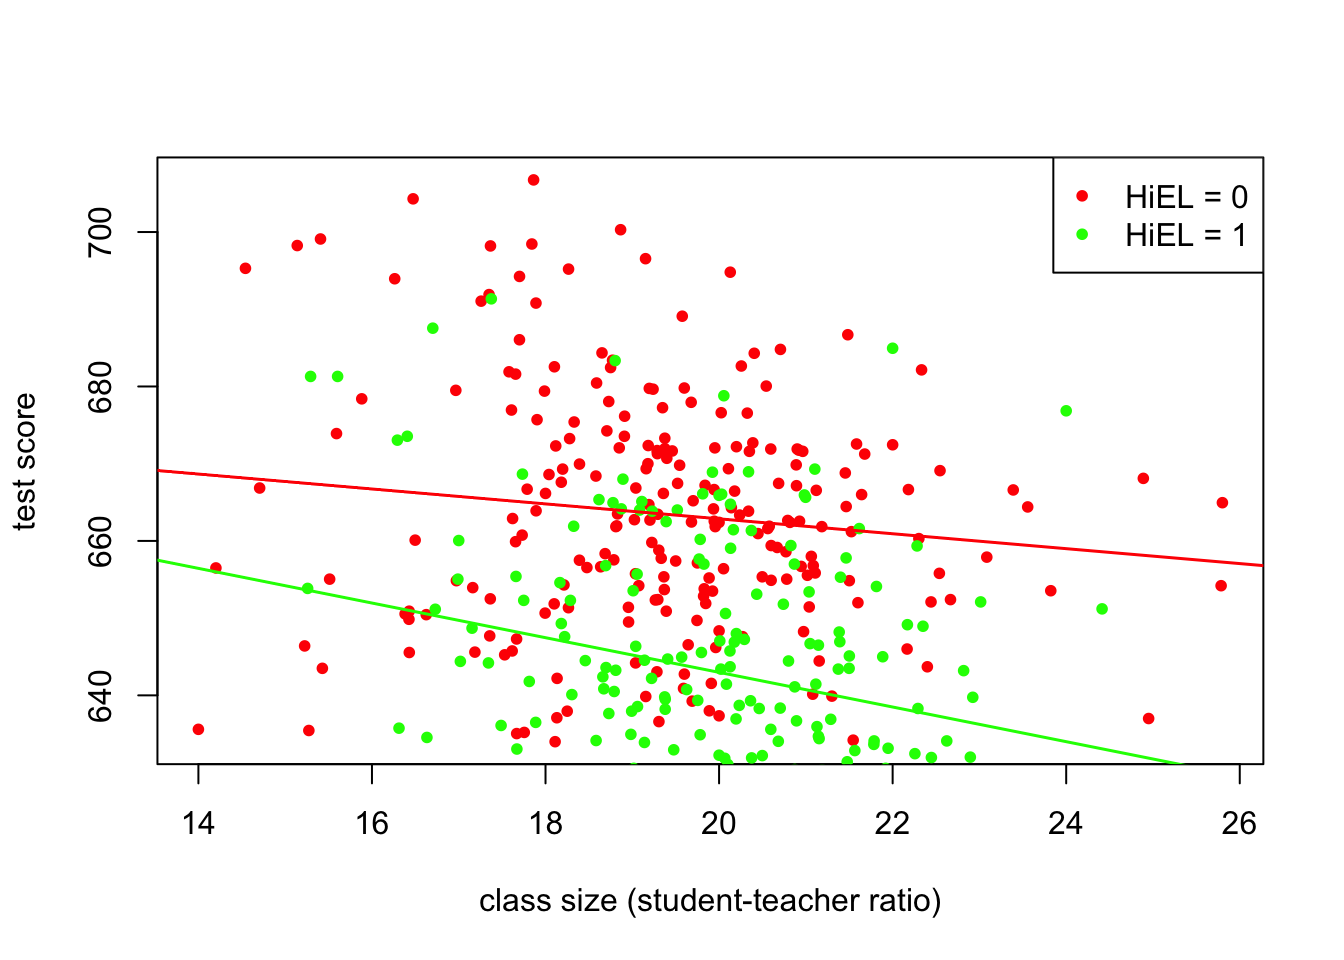 HiEL = 0
HiEL = 1
700
680
660
640
test score
14 16 18 20 22 24 26
class size (student-teacher ratio)